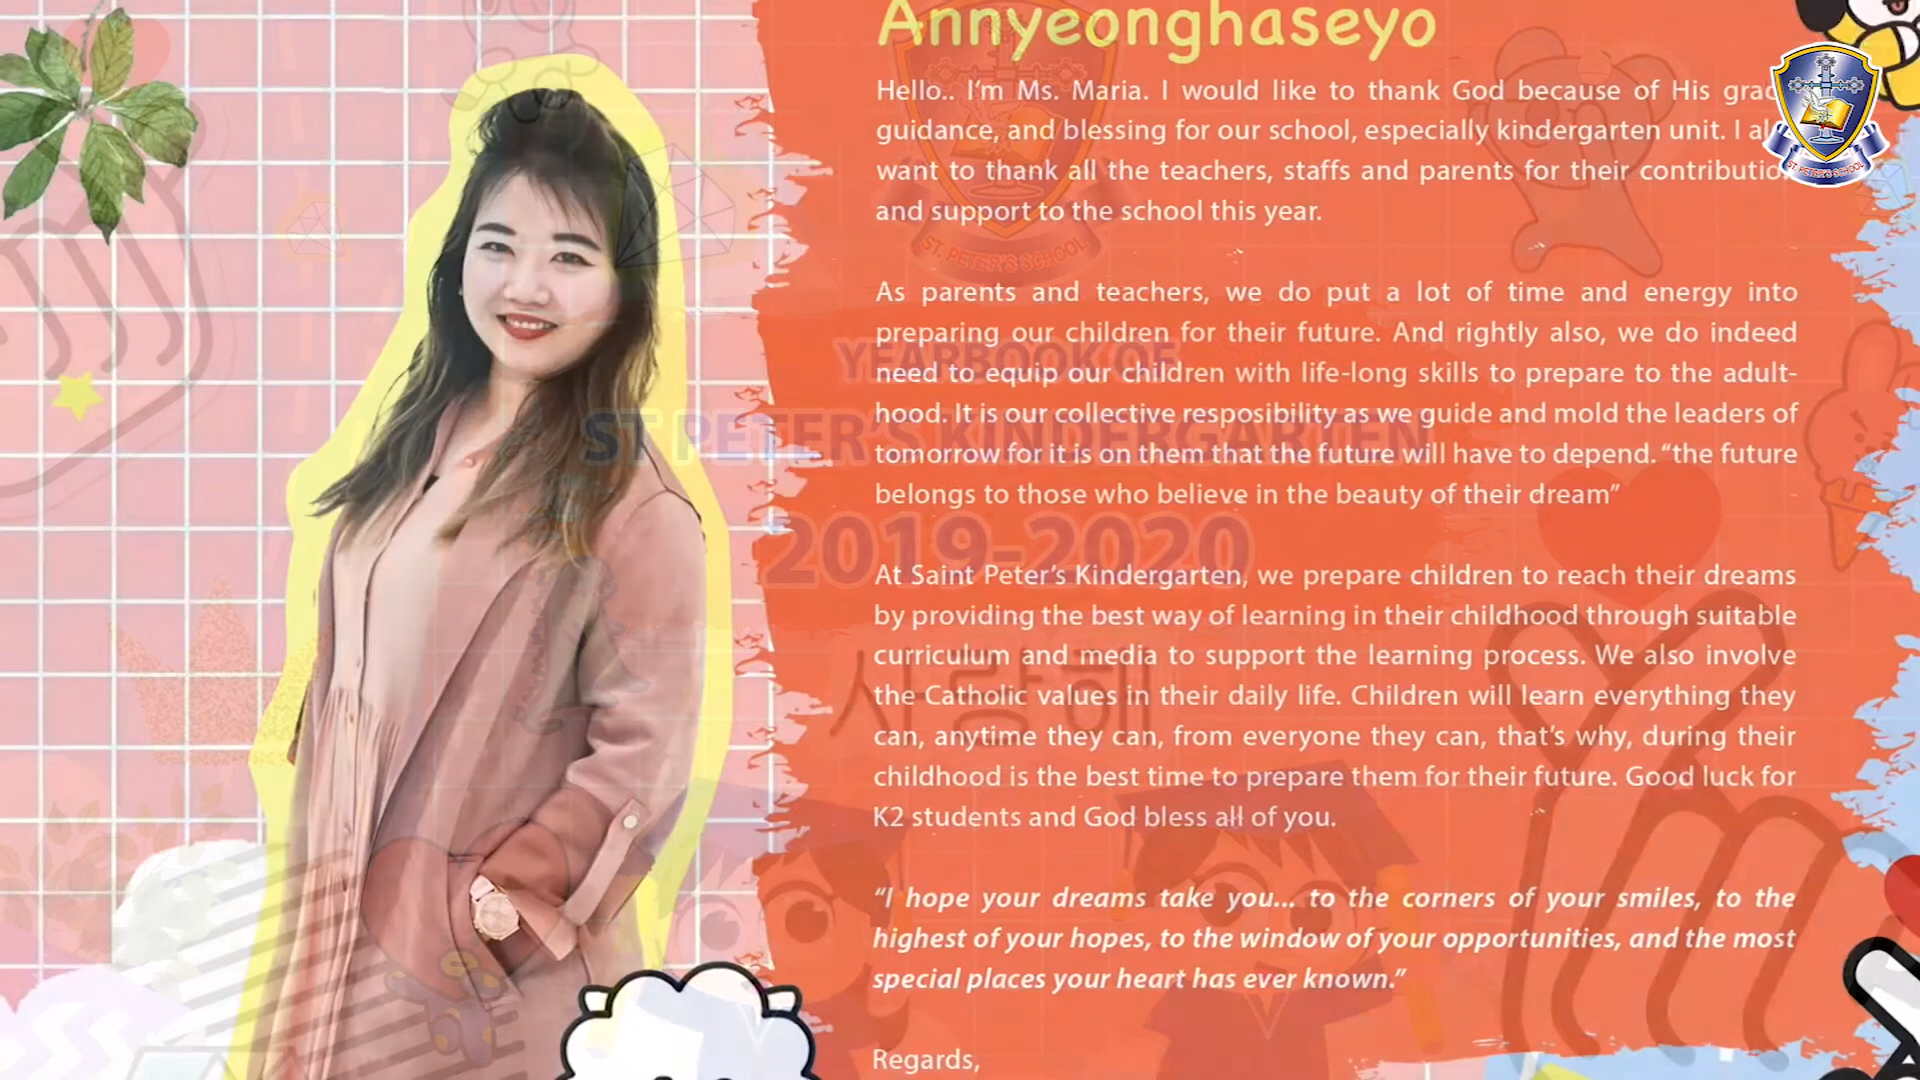 Annyeonghaseyo
Hello.. I'm Ms. Maria. I would like to thank God because of His
guidance, and blessing for our school, especially kindergarten unit. I
want to thank all the teachers, staffs and parents for their
and support to the school this year.
As parents and teachers, we do put a lot of time and energy into
preparing our children for their future. And rightly also, we do indeed
need to equip our children with life-long skills to prepare to the adult-
hood. It is our collective resposibility as we guide and mold the leaders of
tomorrow for it is on them that the future will have to depend. “the future
belongs to those who believe in the beauty of their dream”
At Saint Peter’s Kindergarten, we prepare children to reach their dreams
by providing the best way of learning in their childhood through suitable
curriculum and media to support the learning process. We also involve
the Catholic values in their daily life. Children will learn everything they
can, anytime they can, from everyone they can, that’s why, during their
childhood is the best time to prepare them for their future. Good luck for
K2 students and God bless all of you.
“I hope your dreams take you... to the corners of your smiles, to the
highest of your hopes, to the window of your opportunities, and the most
special places your heart has ever known.”
Regards,
ST. PETER'S SCHOOL
ST. PETER'S SCHOOL
YEARBOOK OF
ST PETER'S KINDERGARTEN
2019-2020
사랑해